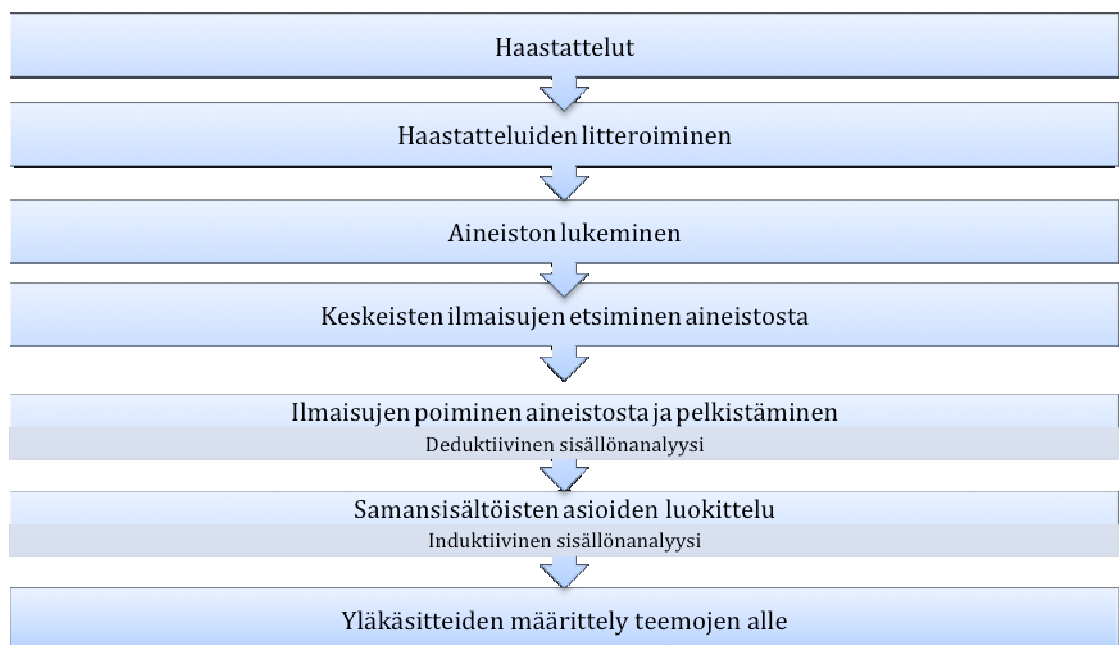 Haastattelut
Haastatteluiden litteroiminen
Aineiston lukeminen
Keskeisten ilmaisujen etsiminen aineistosta
Ilmaisujen poiminen aineistosta ja pelkistäminen
Deduktiivinen sisällönanalyysi
Samansisältöisten asioiden luokittelu
Induktiivinen sisällönanalyysi
Yläkäsitteiden määrittely teemojen alle